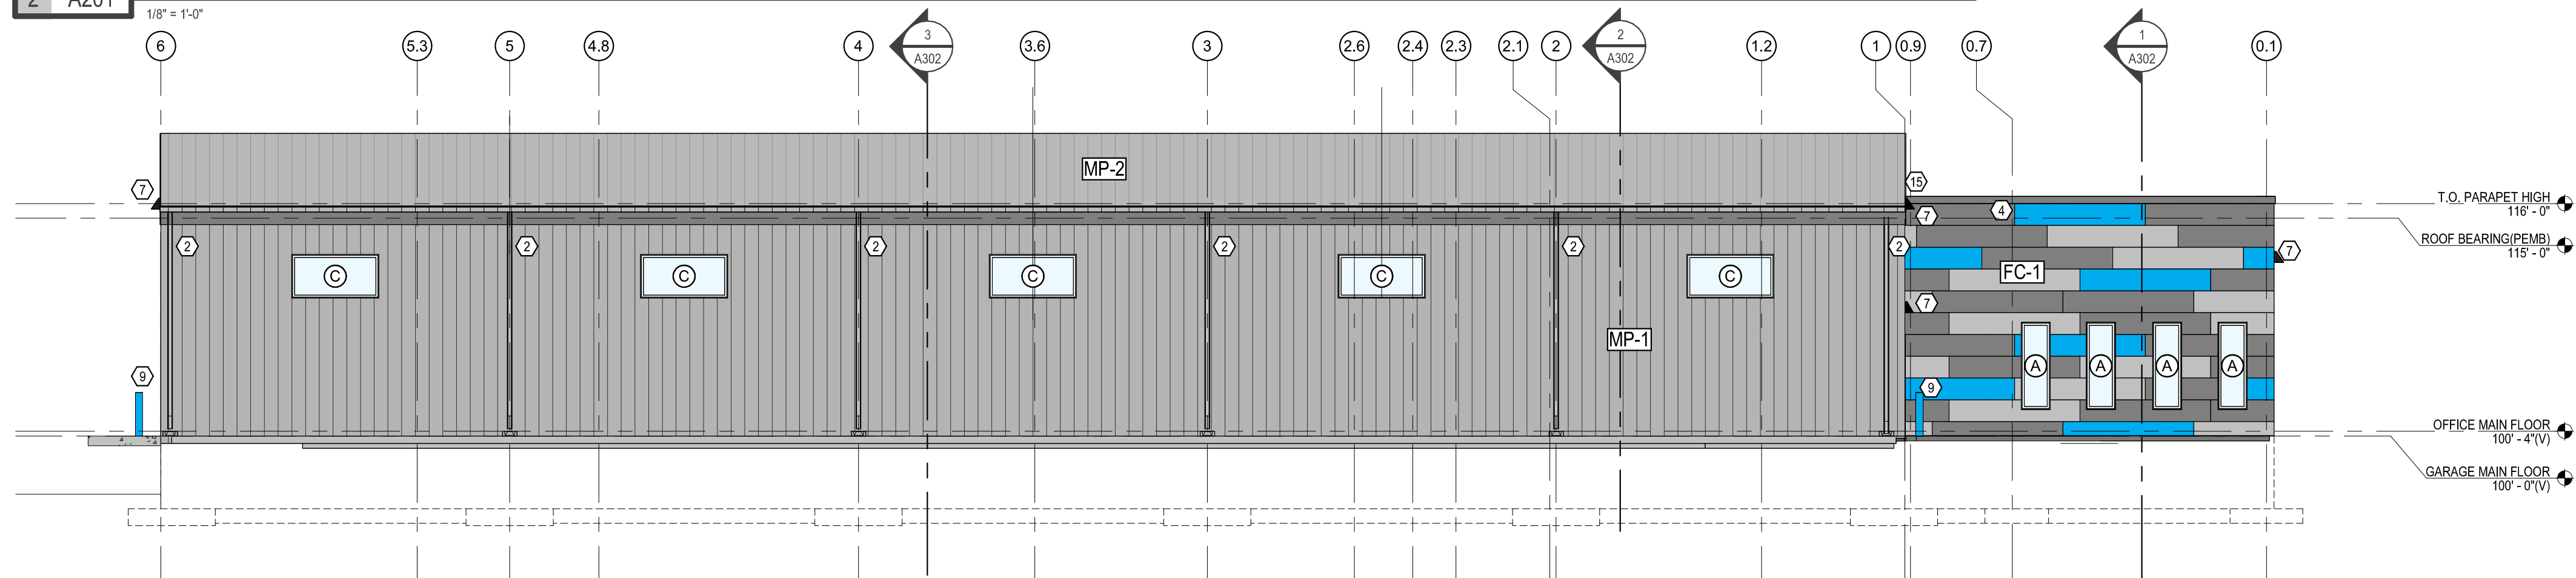 2 A201
1/8" = 1'-0"
6 5.3 5 4.8 4 3 A302 3.6 3 2.6 2.4 2.3 2.1 2 2 A302 1.2 1 0.9 0.7 1 A302 0.1
MP-2
7
15
4
7
T.O. PARAPET HIGH
116' - 0"
2 2 2 2 2 2
ROOF BEARING(PEMB)
115' - 0"
7
C C C C C
FC-1
7
MP-1
A A A A
9
9
OFFICE MAIN FLOOR
100' - 4"(V)
GARAGE MAIN FLOOR
100' - 0"(V)